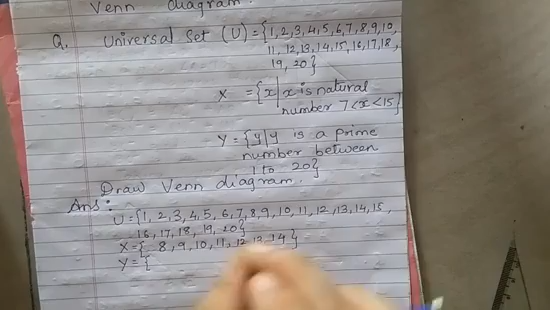 Venn diagram.
Q. Universal Set (U) = {1,2,3,4,5,6,7,8,9,10,
11,12,13,14,15,16,17,18,
19,20}
X = {x|x is natural
number 7<x<15}
Y = {y|y is a prime
number between
1 to 20}
Draw Venn diagram.
Ans:
U = {1,2,3,4,5,6,7,8,9,10,11,12,13,14,15,
16,17,18,19,20}
X = {8,9,10,11,12,13,14}
Y = {